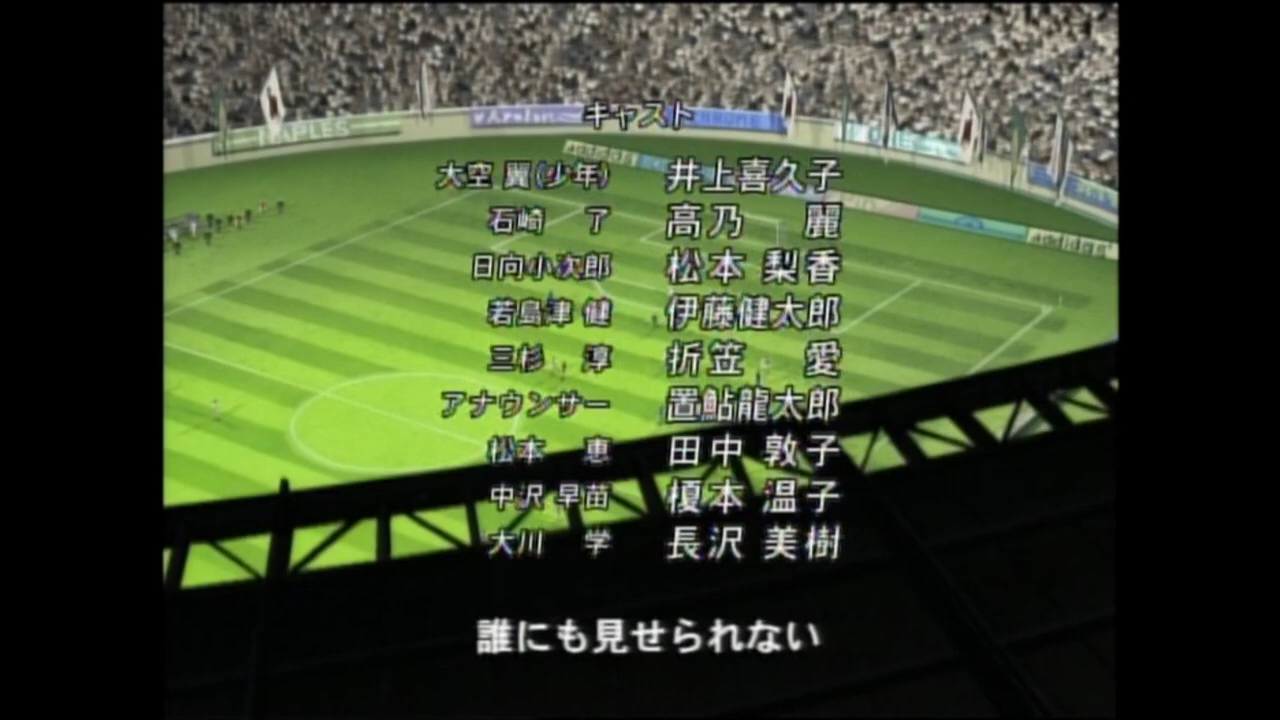 キャスト
大空 翼(少年) 井上喜久子
石崎 了 高乃 麗
日向小次郎 松本 梨香
若島津 健 伊藤健太郎
三杉 淳 折笠 愛
アナウンサー 置鮎龍太郎
松本 恵 田中 敦子
中沢 早苗 榎本 温子
大川 学 長沢 美樹
誰にも見せられない
adidas